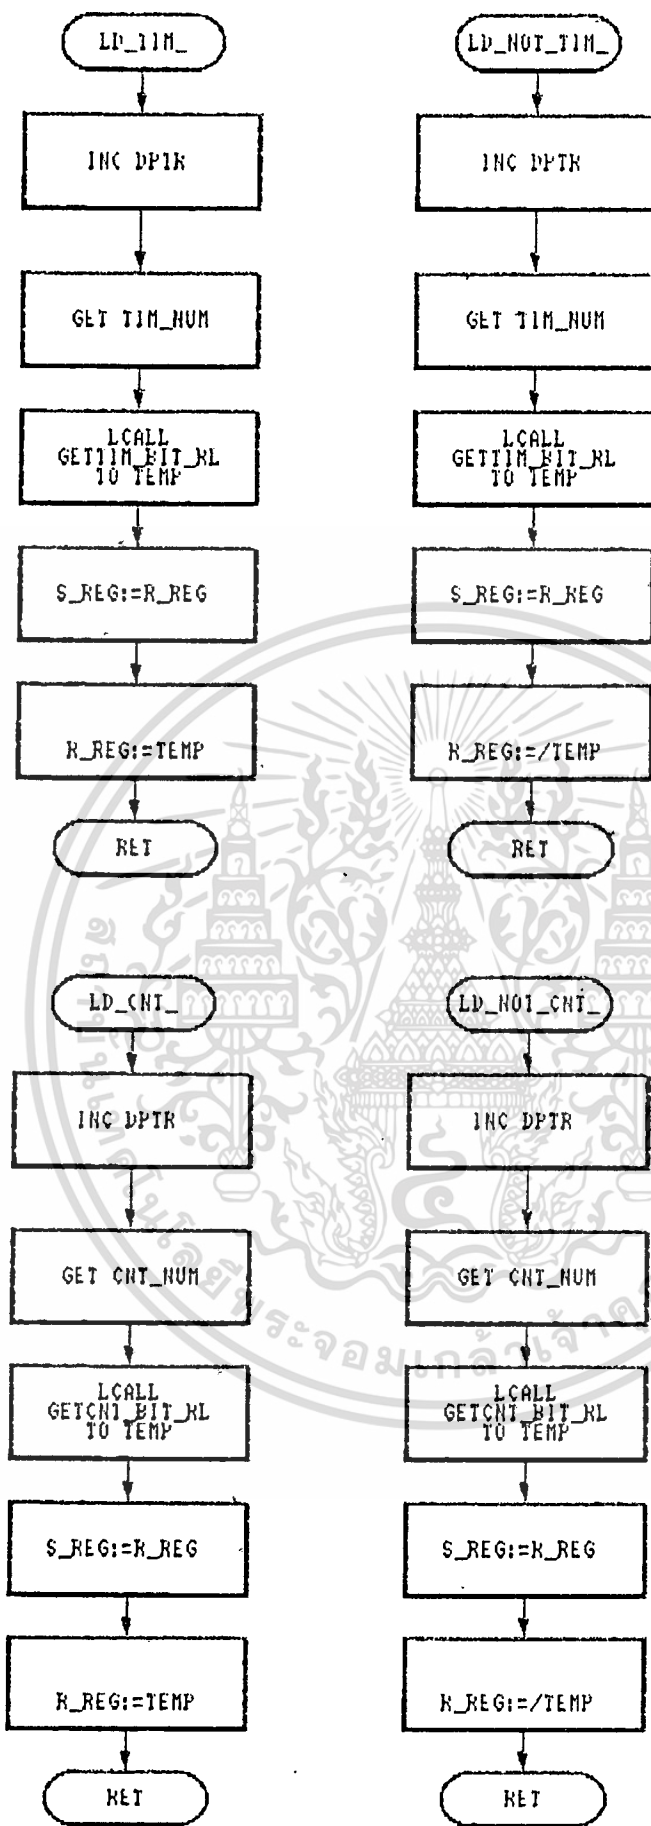 LD_TIM_
INC DPTR
GET TIM_NUM
LCALL
GETTIM_BIT_RL
TO TEMP
S_REG:=R_REG
R_REG:=TEMP
RET
LD_NOT_TIM_
INC DPTR
GET TIM_NUM
LCALL
GETTIM_BIT_RL
TO TEMP
S_REG:=R_REG
R_REG:=/TEMP
RET
LD_CNT_
INC DPTR
GET CNT_NUM
LCALL
GETCNT_BIT_RL
TO TEMP
S_REG:=R_REG
R_REG:=TEMP
RET
LD_NOT_CNT_
INC DPTR
GET CNT_NUM
LCALL
GETCNT_BIT_RL
TO TEMP
S_REG:=R_REG
R_REG:=/TEMP
RET